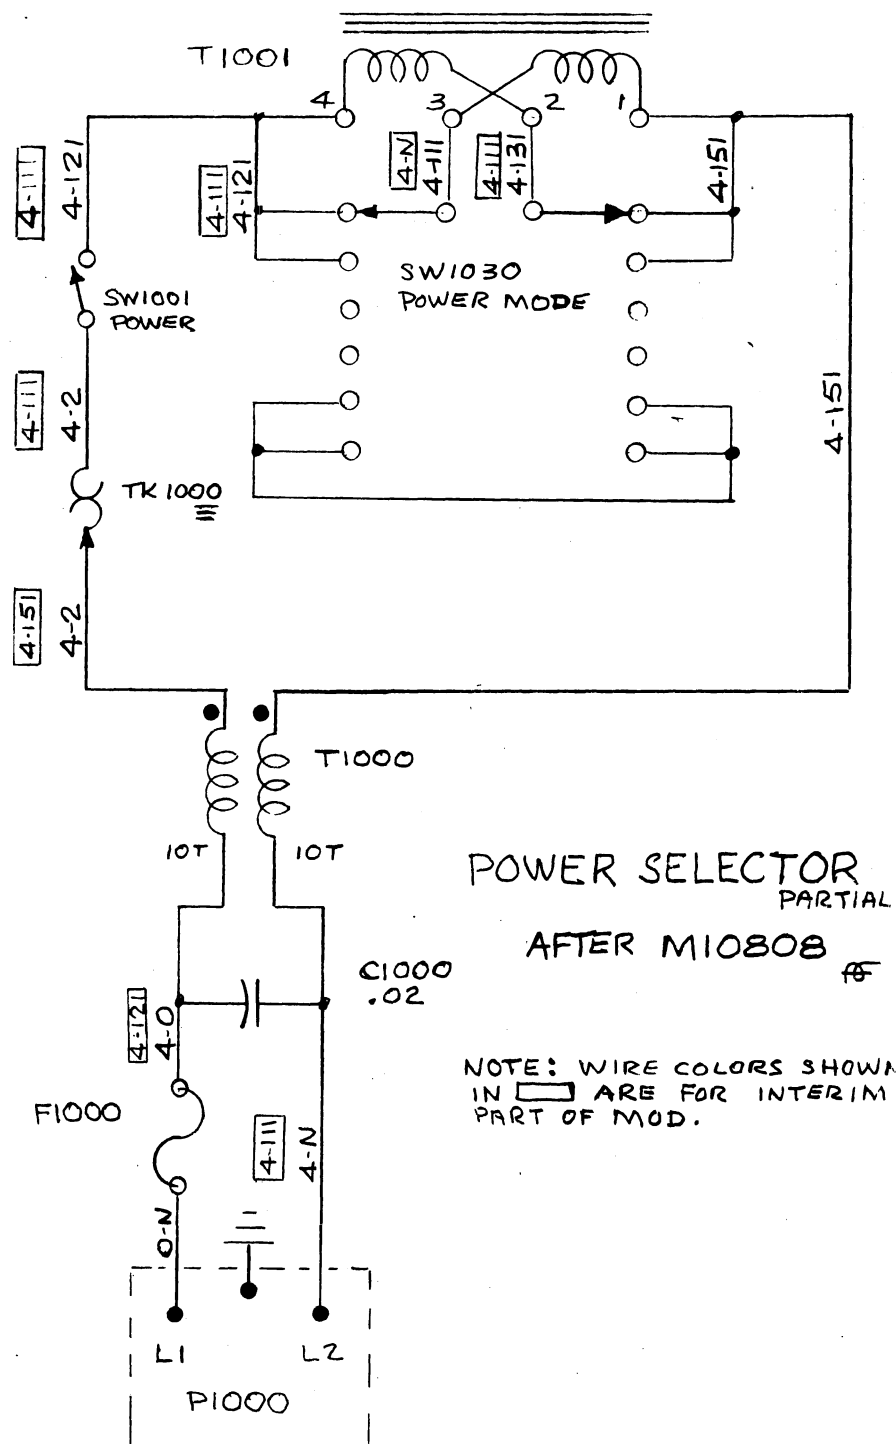 T1001
4
3
2
1
4-111
4-121
4-111
4-121
4-N
4-111
4-111
4-131
4-151
SW1001
POWER
SW1030
POWER MODE
4-111
4-2
4-151
TK1000
4-151
4-2
T1000
10T
10T
POWER SELECTOR
PARTIAL
AFTER M10808
C1000
.02
4-121
4-0
NOTE: WIRE COLORS SHOWN
IN ARE FOR INTERIM
PART OF MOD.
F1000
4-111
4-N
0-N
L1
L2
P1000